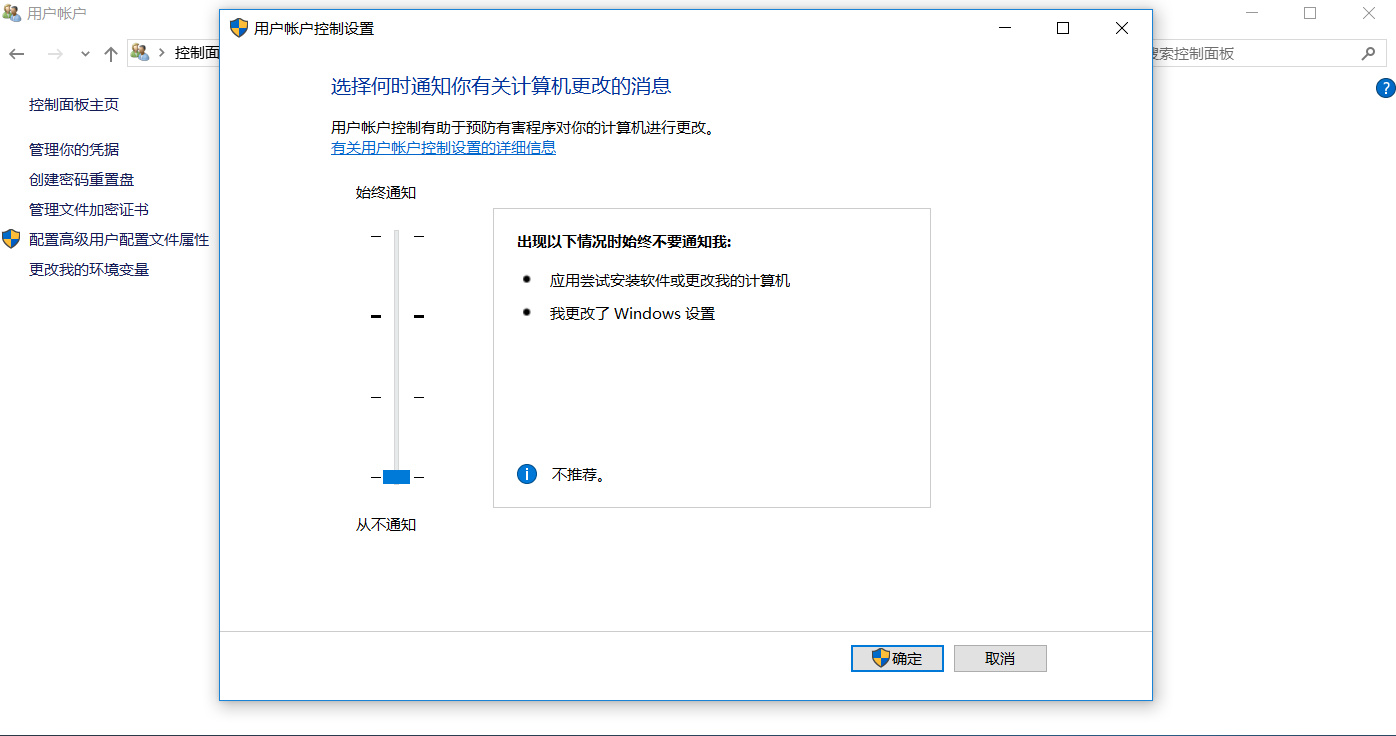 用户帐户
控制面
搜索控制面板
控制面板主页
管理你的凭据
创建密码重置盘
管理文件加密证书
配置高级用户配置文件属性
更改我的环境变量
用户帐户控制设置
选择何时通知你有关计算机更改的消息
用户帐户控制有助于预防有害程序对你的计算机进行更改。
有关用户帐户控制设置的详细信息
始终通知
出现以下情况时始终不要通知我:
应用尝试安装软件或更改我的计算机
我更改了 Windows 设置
不推荐。
从不通知
确定
取消